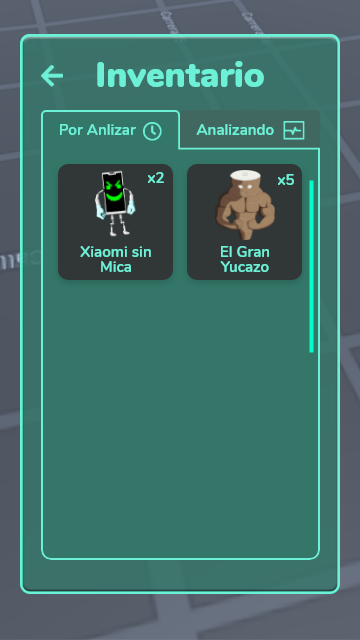 Inventario
Por Anlizar
Analizando
x2
x5
Xiaomi sin
Mica
El Gran
Yucazo